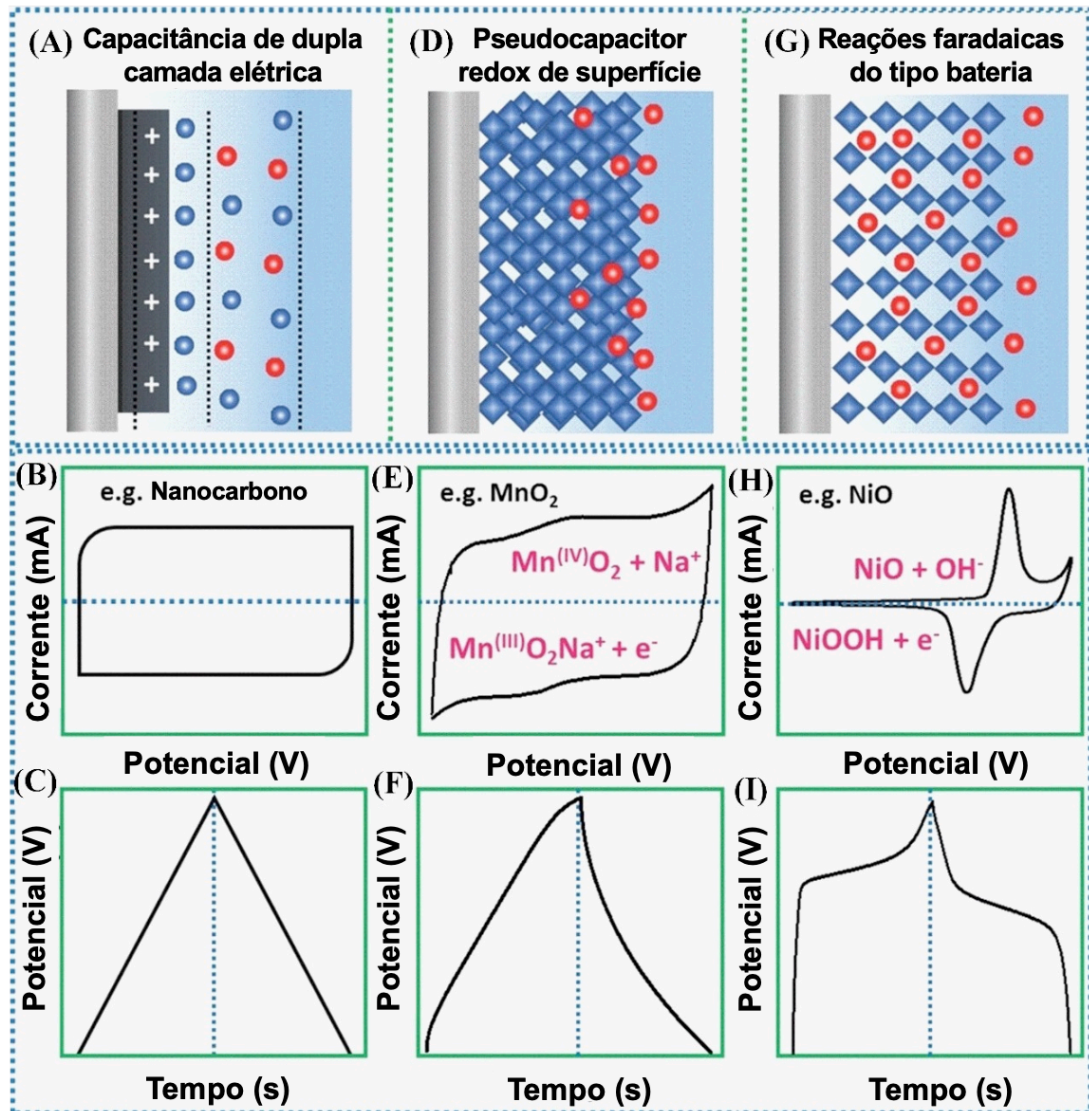 (A) Capacitância de dupla
camada elétrica
(D) Pseudocapacitor
redox de superfície
(G) Reações faradaicas
do tipo bateria
+
+
+
+
+
+
+
(B)
e.g. Nanocarbono
Corrente (mA)
Potencial (V)
(E)
e.g. MnO₂
Mn⁽ᴵⱽ⁾O₂ + Na⁺
Mn⁽ᴵᴵᴵ⁾O₂Na⁺ + e⁻
Corrente (mA)
Potencial (V)
(H)
e.g. NiO
NiO + OH⁻
NiOOH + e⁻
Corrente (mA)
Potencial (V)
(C)
Potencial (V)
Tempo (s)
(F)
Potencial (V)
Tempo (s)
(I)
Potencial (V)
Tempo (s)